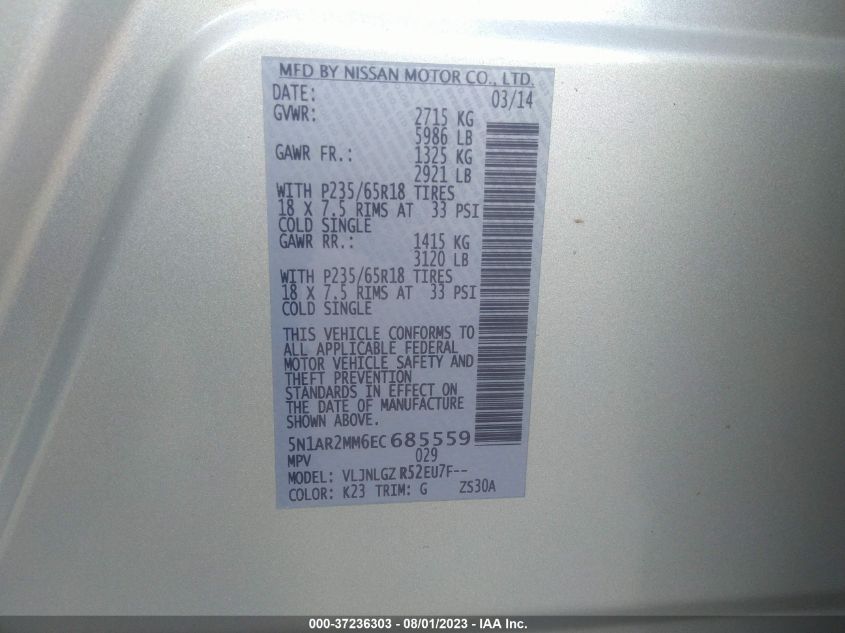 MFD BY NISSAN MOTOR CO., LTD.
DATE: 03/14
GVWR: 2715 KG
5986 LB
GAWR FR.: 1325 KG
2921 LB
WITH P235/65R18 TIRES
18 X 7.5 RIMS AT 33 PSI
COLD SINGLE
GAWR RR.: 1415 KG
3120 LB
WITH P235/65R18 TIRES
18 X 7.5 RIMS AT 33 PSI
COLD SINGLE
THIS VEHICLE CONFORMS TO
ALL APPLICABLE FEDERAL
MOTOR VEHICLE SAFETY AND
THEFT PREVENTION
STANDARDS IN EFFECT ON
THE DATE OF MANUFACTURE
SHOWN ABOVE.
5N1AR2MM6EC685559
MPV 029
MODEL: VLJNLGZ R52EU7F--
COLOR: K23 TRIM: G ZS30A
000-37236303 - 08/01/2023 - IAA Inc.